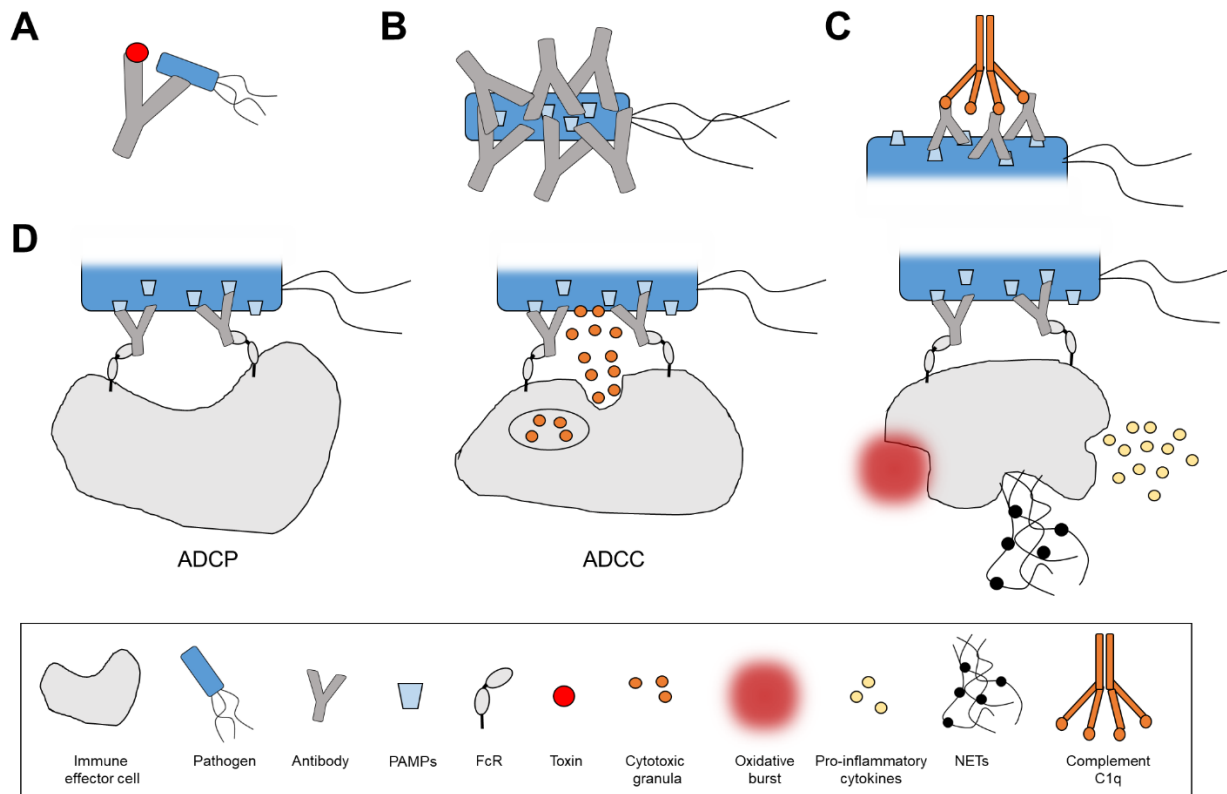 A
B
C
D
ADCP
ADCC
Immune
effector cell
Pathogen
Antibody
PAMPs
FcR
Toxin
Cytotoxic
granula
Oxidative
burst
Pro-inflammatory
cytokines
NETs
Complement
C1q